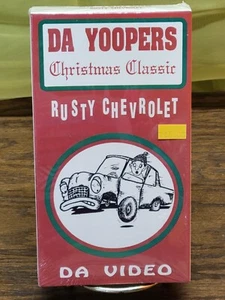 DA YOOPERS
Christmas Classic
RUSTY CHEVROLET
DA VIDEO